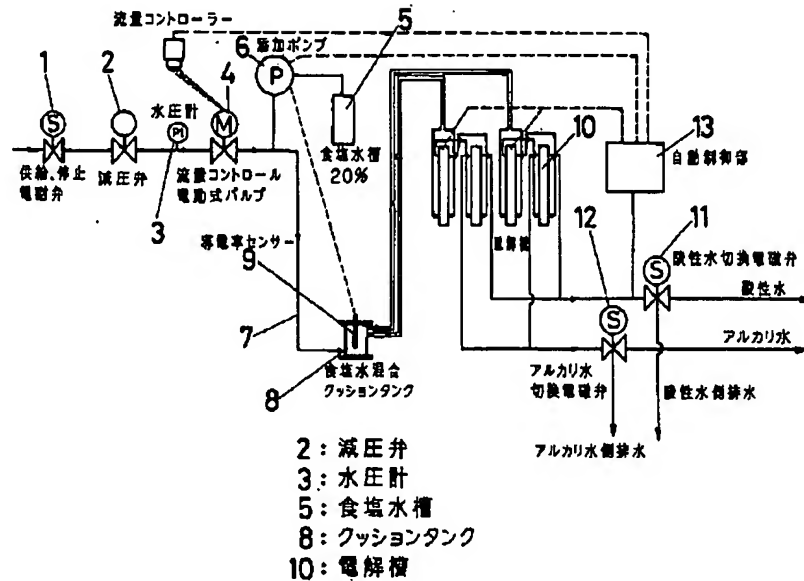 流量コントローラー
6
添加ポンプ
5
1
2
水圧計
4
P
13
S
PI
M
10
食塩水槽
20%
自動制御部
供給、停止
電磁弁
減圧弁
流量コントロール
電動式バルブ
3
導電率センサー
9
電解槽
12
11
S
酸性水切換電磁弁
酸性水
S
7
アルカリ水
8
食塩水混合
クッションタンク
アルカリ水
切換電磁弁
酸性水側排水
アルカリ水側排水
2：減圧弁
3：水圧計
5：食塩水槽
8：クッションタンク
10：電解槽